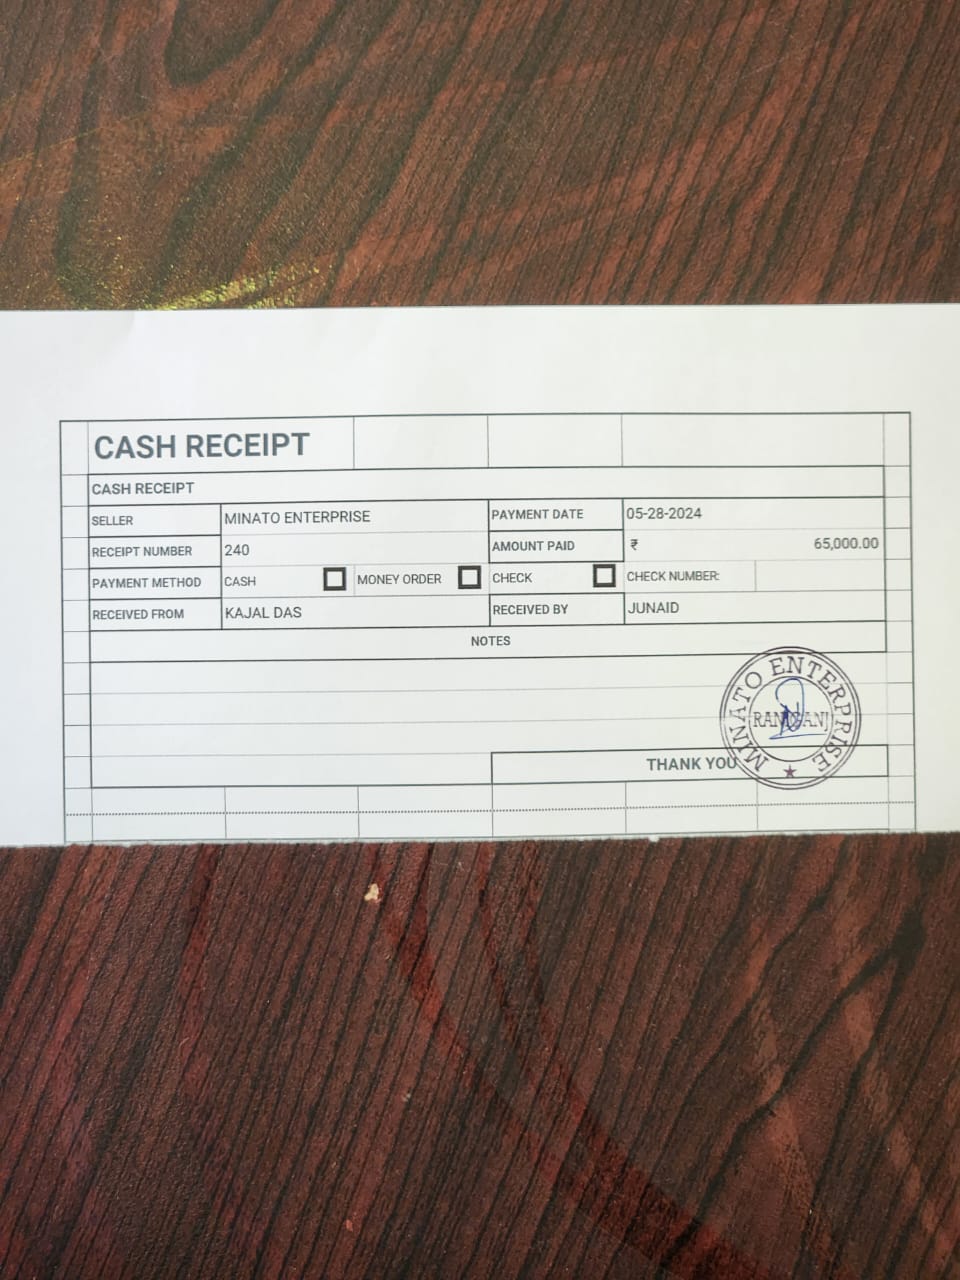 CASH RECEIPT
CASH RECEIPT
SELLER MINATO ENTERPRISE PAYMENT DATE 05-28-2024
RECEIPT NUMBER 240 AMOUNT PAID ₹ 65,000.00
PAYMENT METHOD CASH MONEY ORDER CHECK CHECK NUMBER:
RECEIVED FROM KAJAL DAS RECEIVED BY JUNAID
NOTES
MINATO ENTERPRISE
THANK YOU